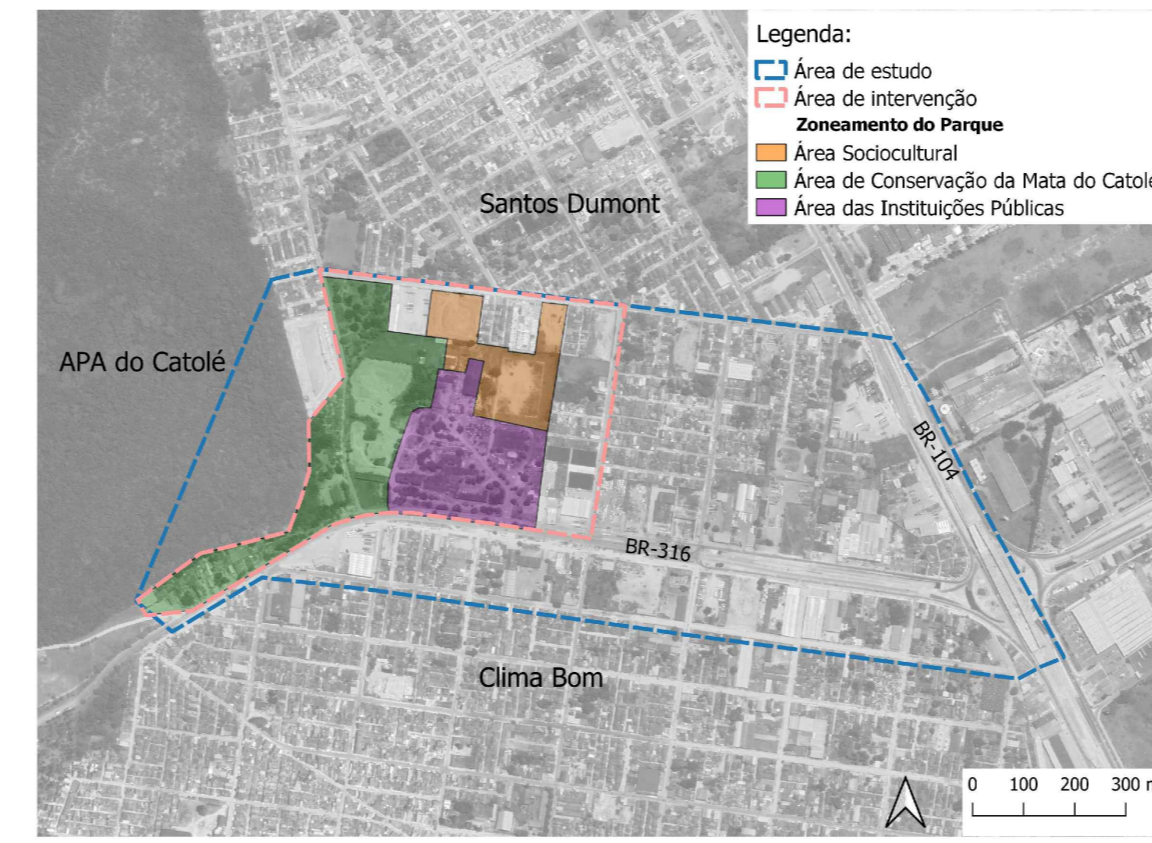 Legenda:
Área de estudo
Área de intervenção
Zoneamento do Parque
Área Sociocultural
Área de Conservação da Mata do Catolé
Área das Instituições Públicas
Santos Dumont
APA do Catolé
BR-104
BR-316
Clima Bom
0 100 200 300 m